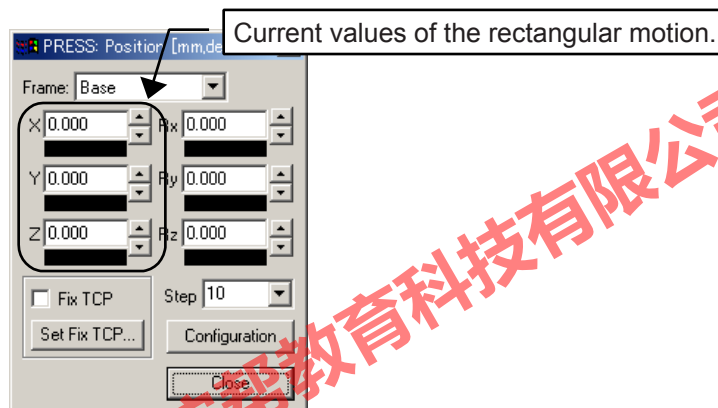 Current values of the rectangular motion.
PRESS: Position [mm,de
Frame: Base
X 0.000 Rx 0.000
Y 0.000 Ry 0.000
Z 0.000 Rz 0.000
Fix TCP Step 10
Set Fix TCP... Configuration
Close
教育科技有限公司